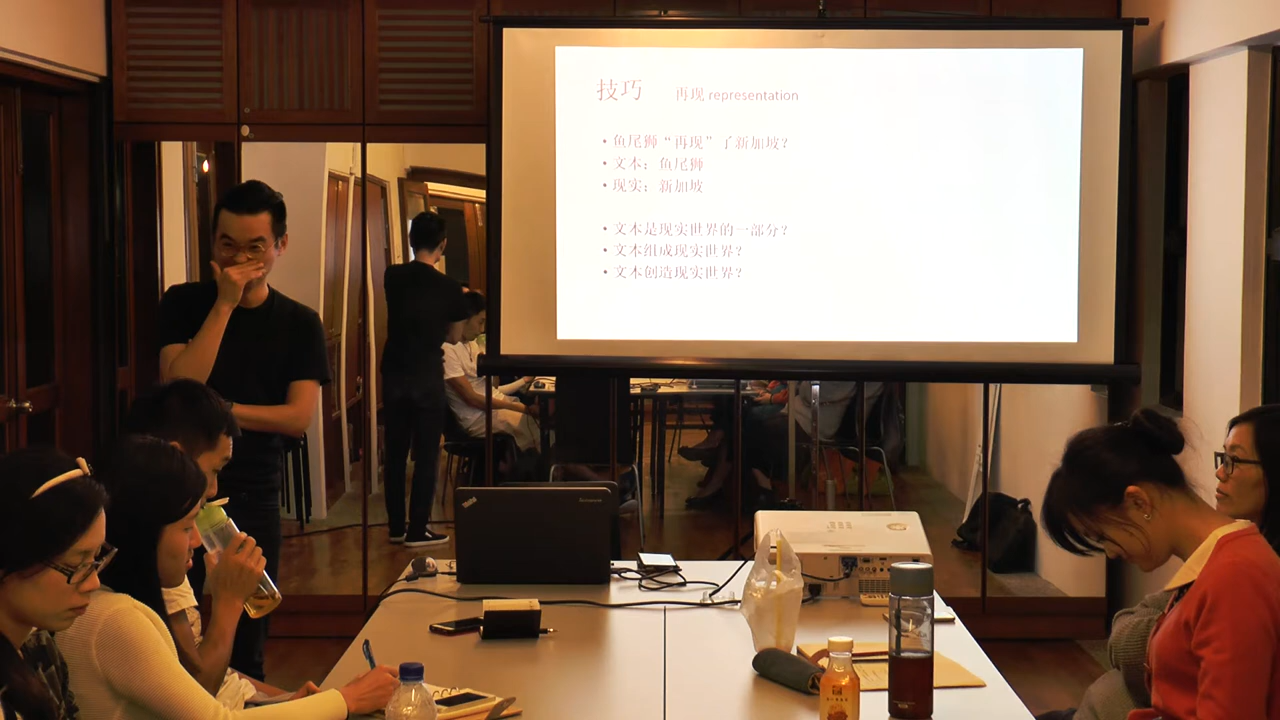 技巧 再现 representation
• 鱼尾狮“再现”了新加坡？
• 文本：鱼尾狮
• 现实：新加坡
• 文本是现实世界的一部分？
• 文本组成现实世界？
• 文本创造现实世界？